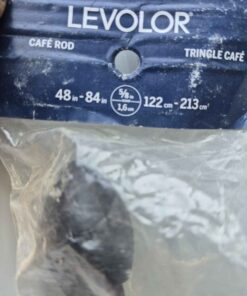 LEVOLOR®
CAFÉ ROD
TRINGLE CAFÉ
48 in - 84 in 5/8 in 1,6 cm 122 cm - 213 cm